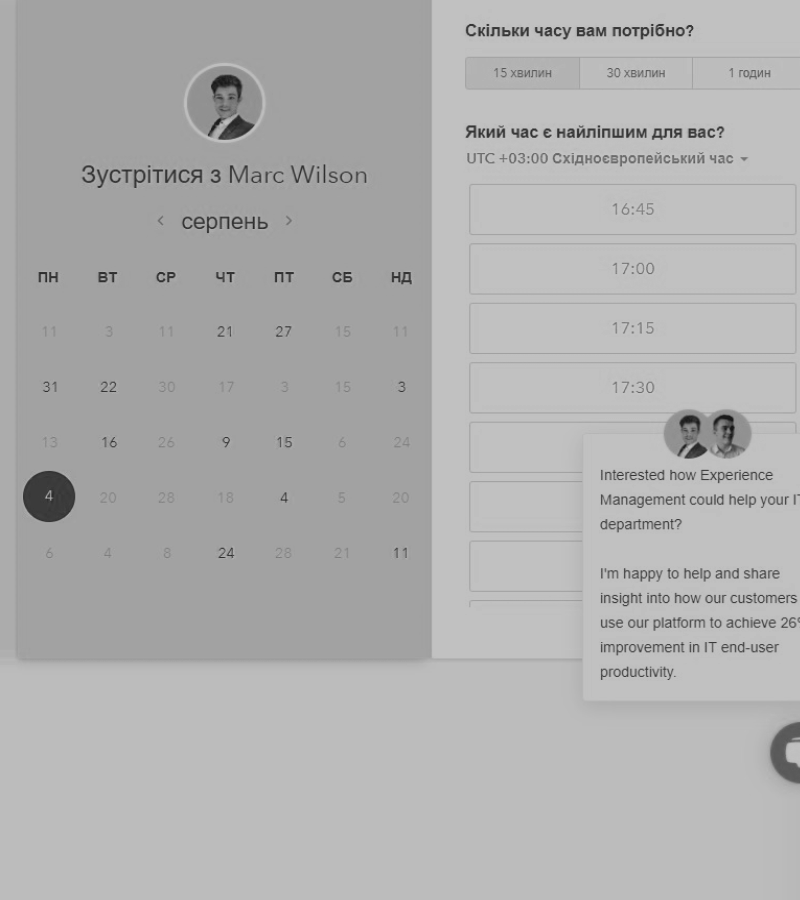 Зустрітися з Marc Wilson
серпень
ПН ВТ СР ЧТ ПТ СБ НД
11 3 11 21 27 15 11
31 22 30 17 3 15 3
13 16 26 9 15 6 24
4 20 28 18 4 5 20
6 4 8 24 28 21 11
Скільки часу вам потрібно?
15 хвилин 30 хвилин 1 годин
Який час є найліпшим для вас?
UTC +03:00 Східноєвропейський час
16:45
17:00
17:15
17:30
Interested how Experience
Management could help your IT
department?
I'm happy to help and share
insight into how our customers
use our platform to achieve 26%
improvement in IT end-user
productivity.